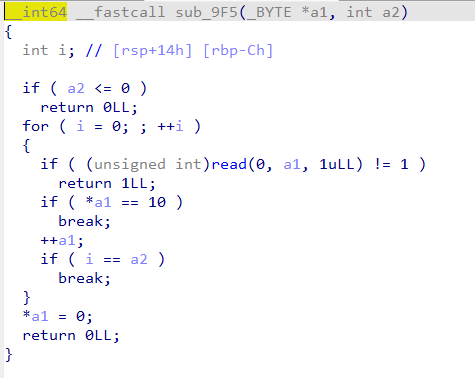 __int64 __fastcall sub_9F5(_BYTE *a1, int a2)
{
  int i; // [rsp+14h] [rbp-Ch]

  if ( a2 <= 0 )
    return 0LL;
  for ( i = 0; ; ++i )
  {
    if ( (unsigned int)read(0, a1, 1uLL) != 1 )
      return 1LL;
    if ( *a1 == 10 )
      break;
    ++a1;
    if ( i == a2 )
      break;
  }
  *a1 = 0;
  return 0LL;
}